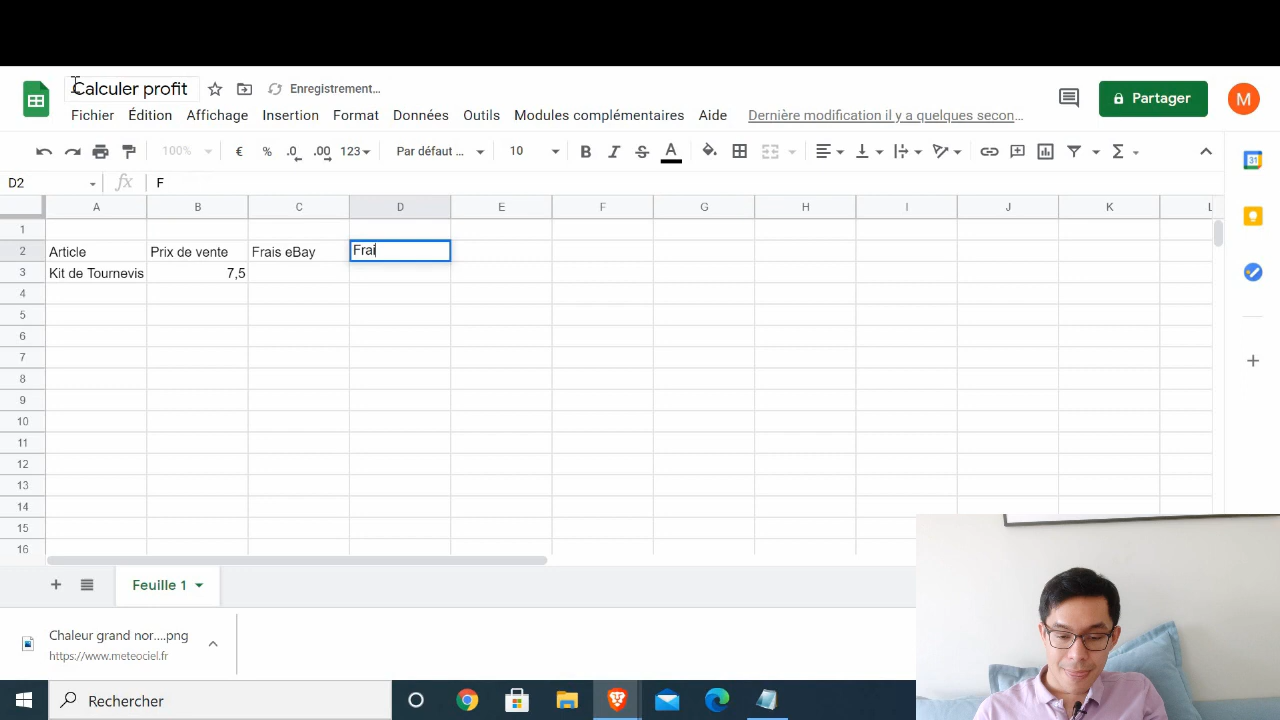 Calculer profit
Enregistrement…
Fichier Édition Affichage Insertion Format Données Outils Modules complémentaires Aide Dernière modification il y a quelques secon…
Partager
M
100% € % .0 .00 123 Par défaut ... 10 B I S A Σ
31
D2 fx F
A B C D E F G H I J K L
1
2 Article Prix de vente Frais eBay Frai
3 Kit de Tournevis 7,5
4
5
6
7
8
9
10
11
12
13
14
15
16
+ Feuille 1
Chaleur grand nor....png
https://www.meteociel.fr
Rechercher